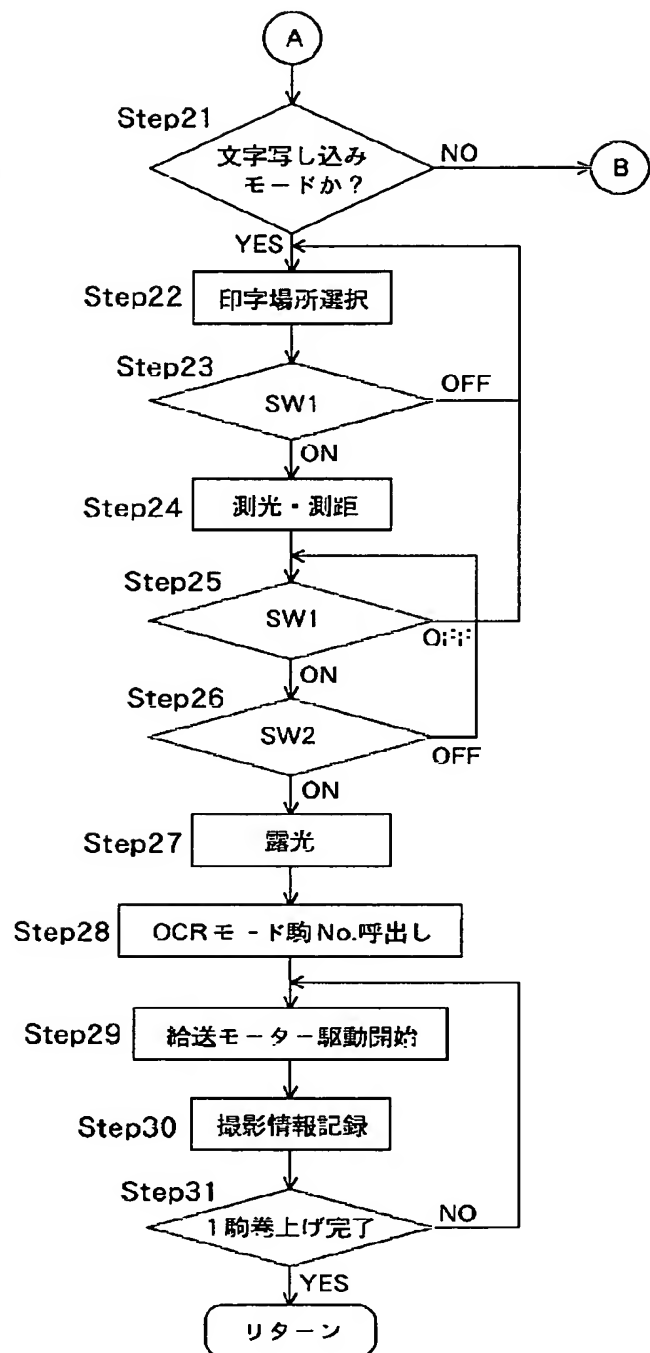 A
Step21
文字写し込み
モードか？
NO
B
YES
Step22
印字場所選択
Step23
SW1
OFF
ON
Step24
測光・測距
Step25
SW1
OFF
ON
Step26
SW2
OFF
ON
Step27
露光
Step28
OCRモード駒No.呼出し
Step29
給送モーター駆動開始
Step30
撮影情報記録
Step31
1駒巻上げ完了
NO
YES
リターン